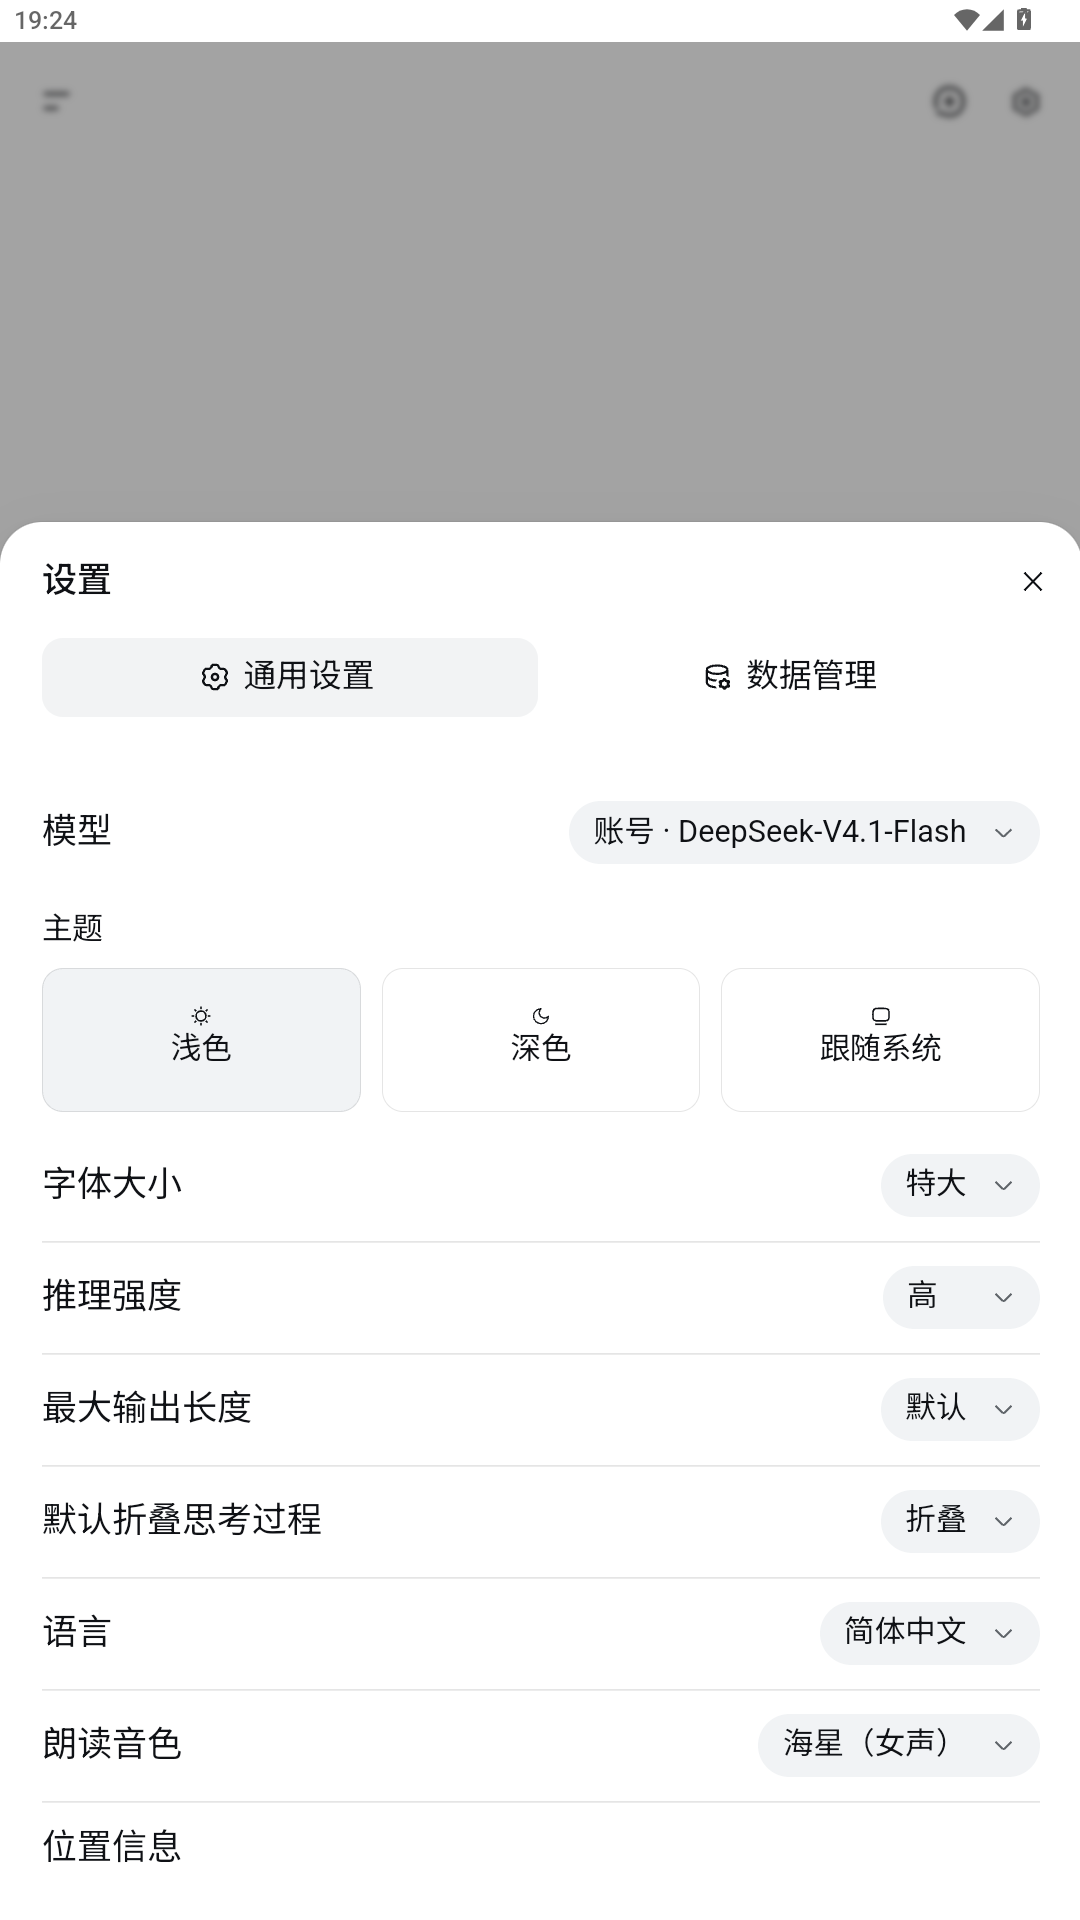 19:24
设置
通用设置
数据管理
模型
账号 · DeepSeek-V4.1-Flash
主题
浅色
深色
跟随系统
字体大小
特大
推理强度
高
最大输出长度
默认
默认折叠思考过程
折叠
语言
简体中文
朗读音色
海星（女声）
位置信息